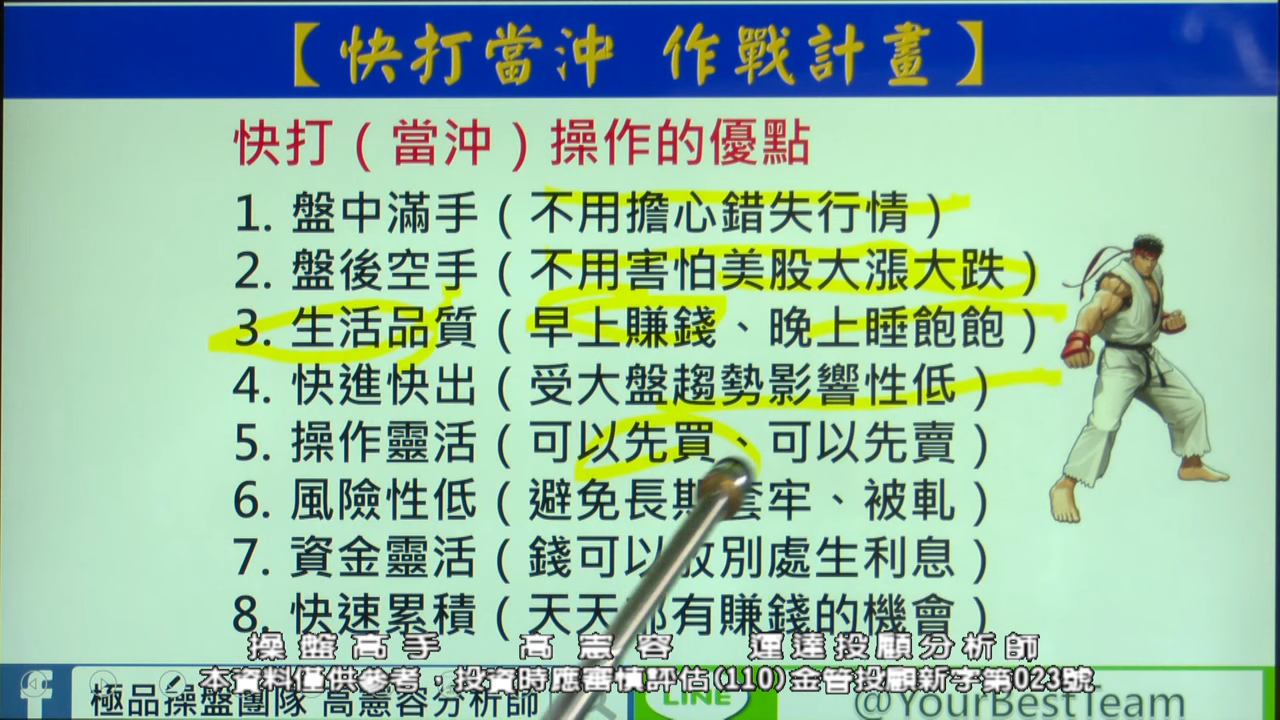 【快打當沖 作戰計畫】
快打（當沖）操作的優點
1. 盤中滿手（不用擔心錯失行情）
2. 盤後空手（不用害怕美股大漲大跌）
3. 生活品質（早上賺錢、晚上睡飽飽）
4. 快進快出（受大盤趨勢影響性低）
5. 操作靈活（可以先買、可以先賣）
6. 風險性低（避免長期套牢、被軋）
7. 資金靈活（錢可以放別處生利息）
8. 快速累積（天天都有賺錢的機會）
操盤高手 高憲容 運達投顧分析師
本資料僅供參考，投資時應審慎評估(110)金管投顧新字第023號
極品操盤團隊 高憲容分析師 LINE @YourBestTeam